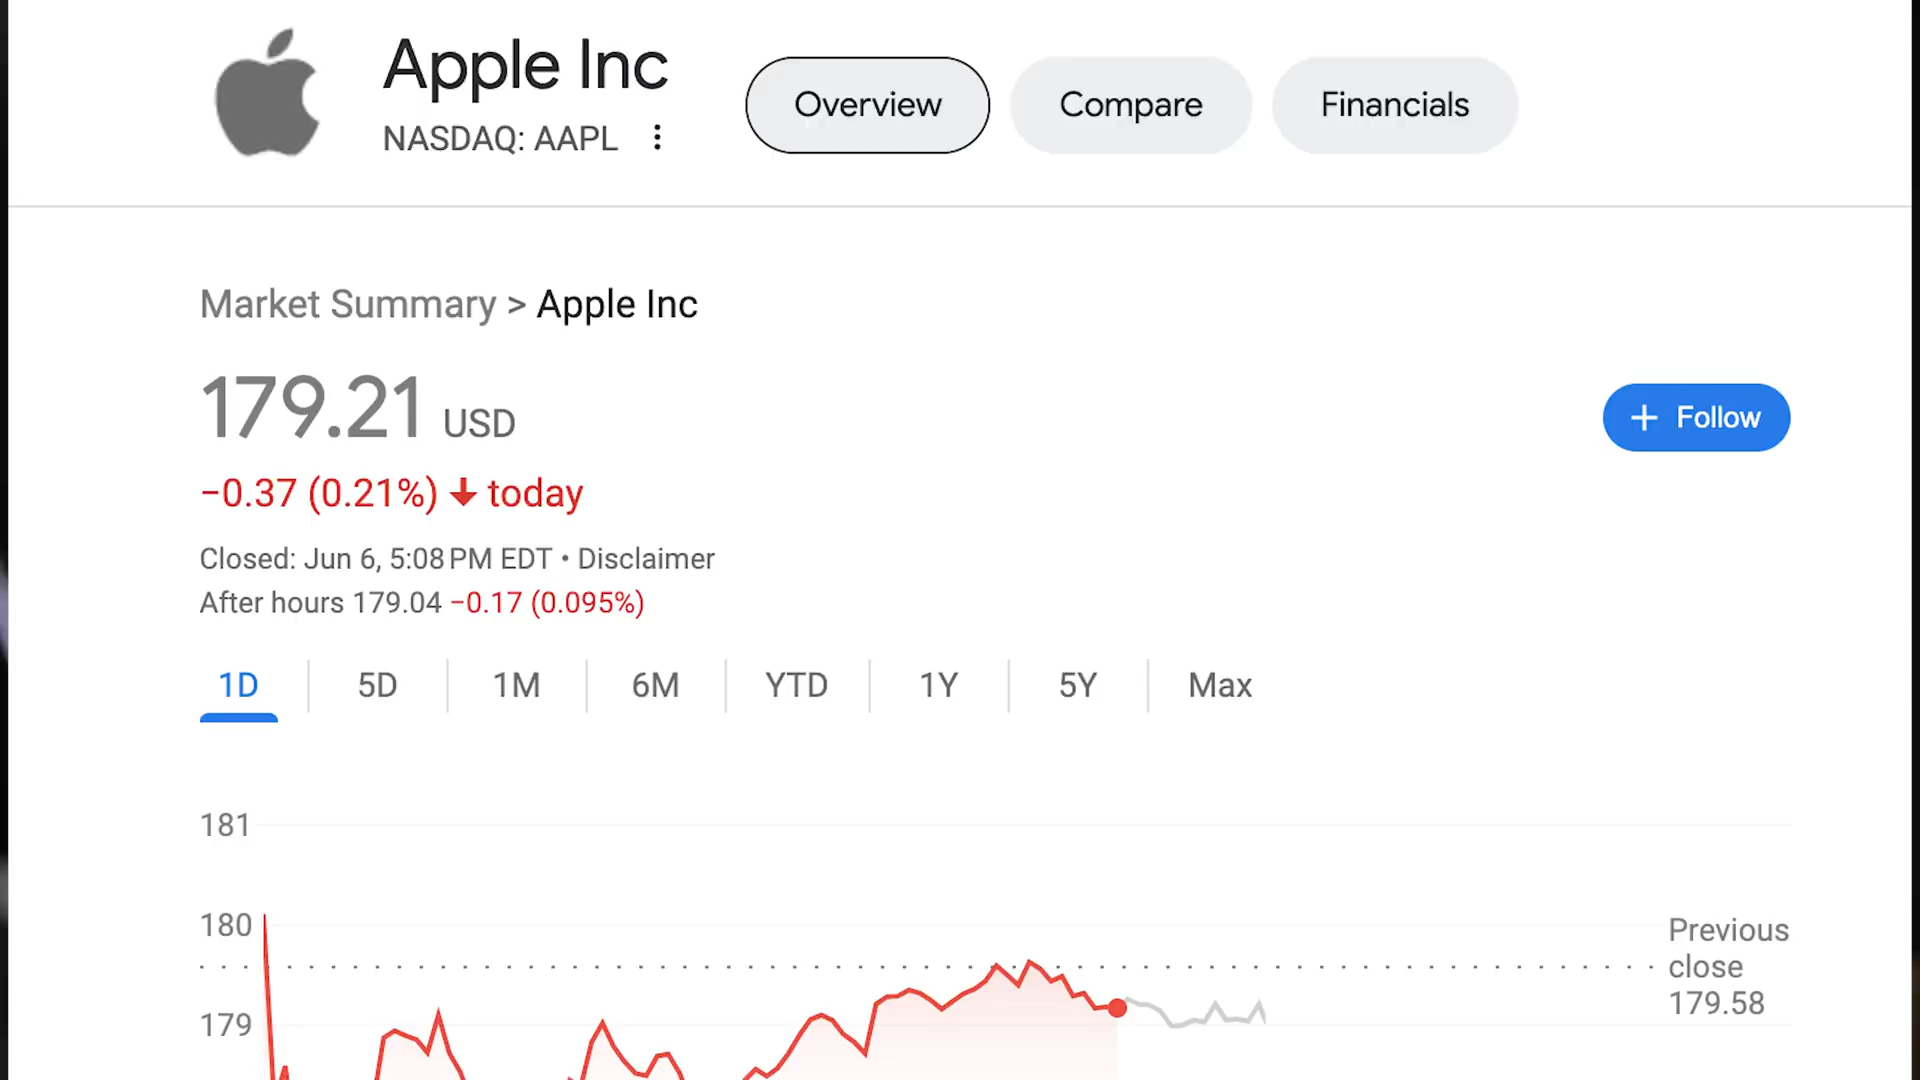 Apple Inc
NASDAQ: AAPL
Overview
Compare
Financials
Market Summary > Apple Inc
179.21 USD
+ Follow
−0.37 (0.21%) ↓ today
Closed: Jun 6, 5:08 PM EDT • Disclaimer
After hours 179.04 −0.17 (0.095%)
1D
5D
1M
6M
YTD
1Y
5Y
Max
181
180
179
Previous
close
179.58